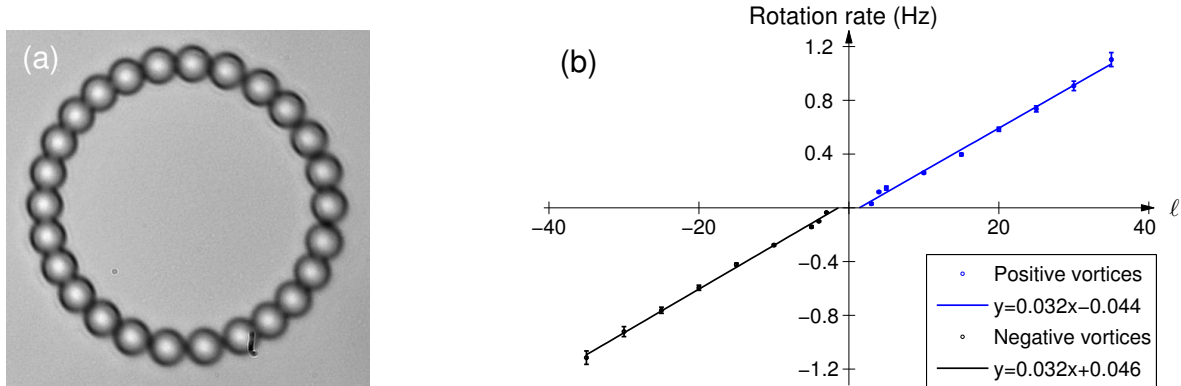 (a)
(b)
Rotation rate (Hz)
1.2
0.8
0.4
−40
−20
20
40
ℓ
−0.4
−0.8
−1.2
Positive vortices
y=0.032x−0.044
Negative vortices
y=0.032x+0.046